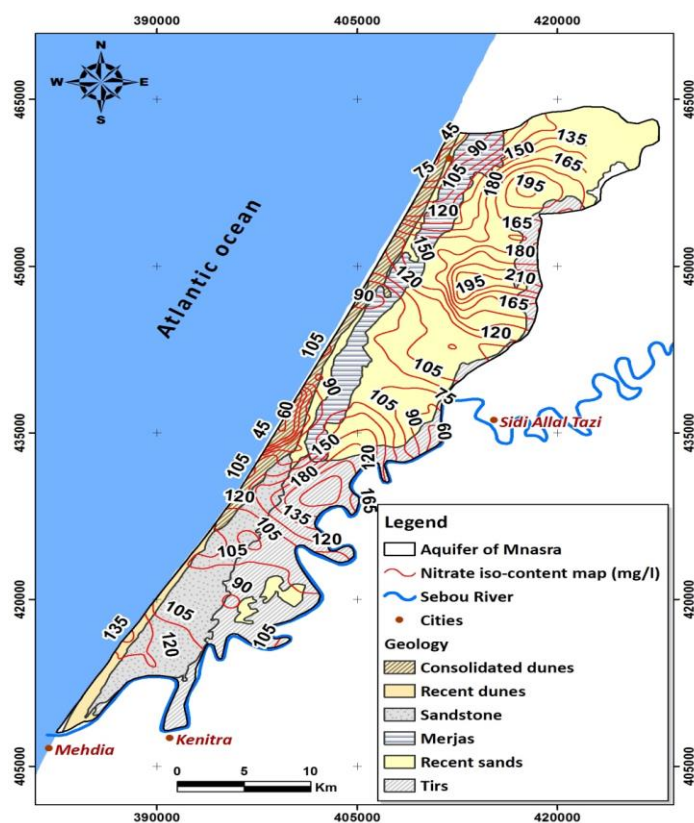 390000 405000 420000
N
W E
S
465000 465000
450000 450000
435000 435000
420000 420000
405000 405000
Atlantic ocean
45
90
75
105
150
135
165
180
195
120
165
150
180
120
210
195
90
165
120
105
105
75
90
105
60
90
60
45
150
120
105
180
165
120
135
105
120
105
90
105
135
120
105
Sidi Allal Tazi
Mehdia
Kenitra
0 5 10
Km
Legend
Aquifer of Mnasra
Nitrate iso-content map (mg/l)
Sebou River
Cities
Geology
Consolidated dunes
Recent dunes
Sandstone
Merjas
Recent sands
Tirs
390000 405000 420000